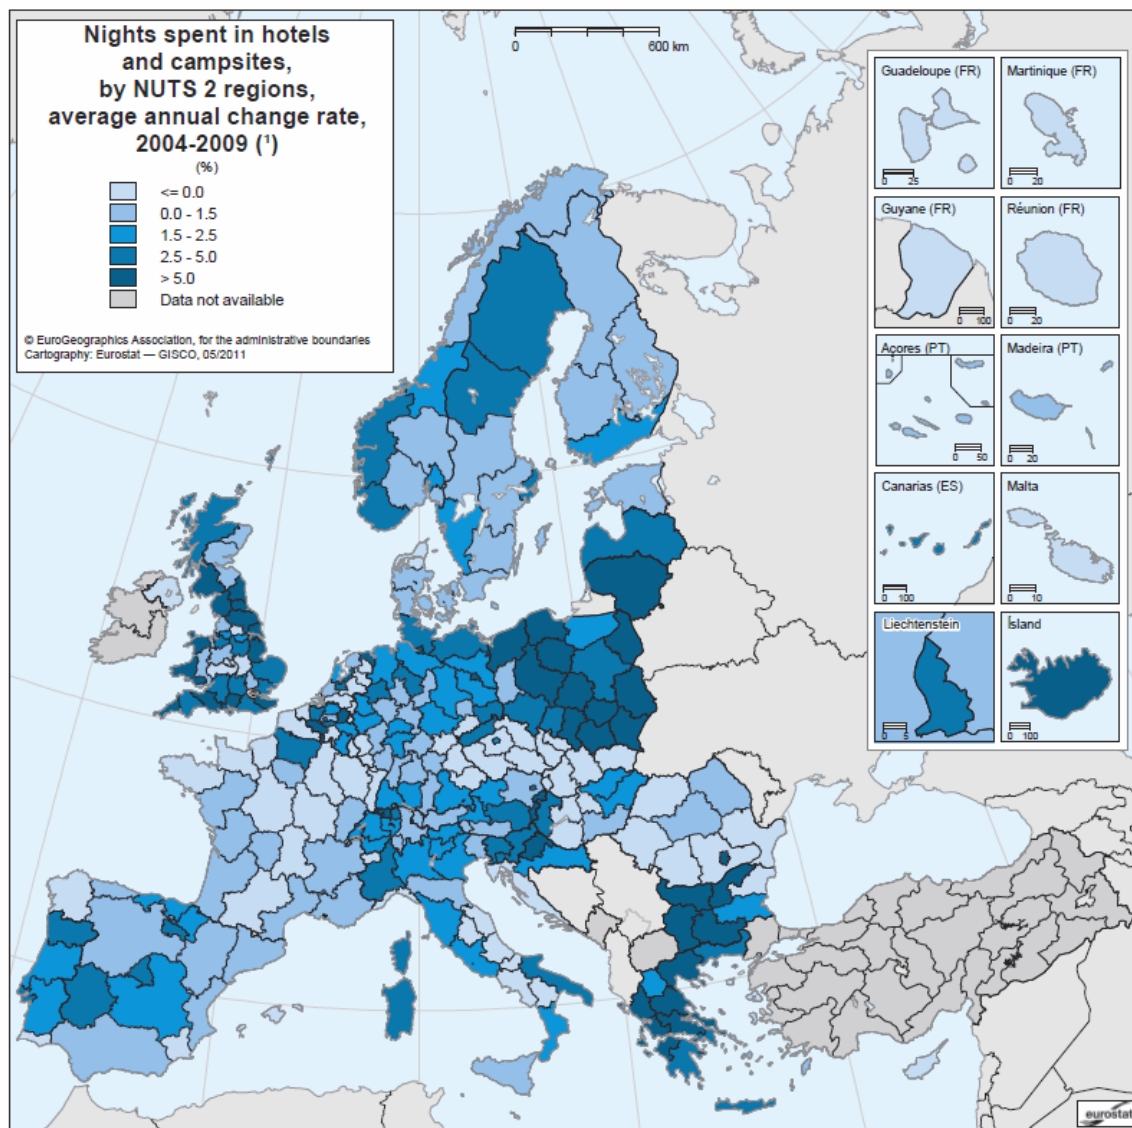 Nights spent in hotels
and campsites,
by NUTS 2 regions,
average annual change rate,
2004-2009 (¹)
(%)
<= 0.0
0.0 - 1.5
1.5 - 2.5
2.5 - 5.0
> 5.0
Data not available
© EuroGeographics Association, for the administrative boundaries
Cartography: Eurostat — GISCO, 05/2011
0 600 km
Guadeloupe (FR)
0 25
Martinique (FR)
0 20
Guyane (FR)
0 100
Réunion (FR)
0 20
Açores (PT)
0 50
Madeira (PT)
0 20
Canarias (ES)
0 100
Malta
0 10
Liechtenstein
0 5
Ísland
0 100
eurostat